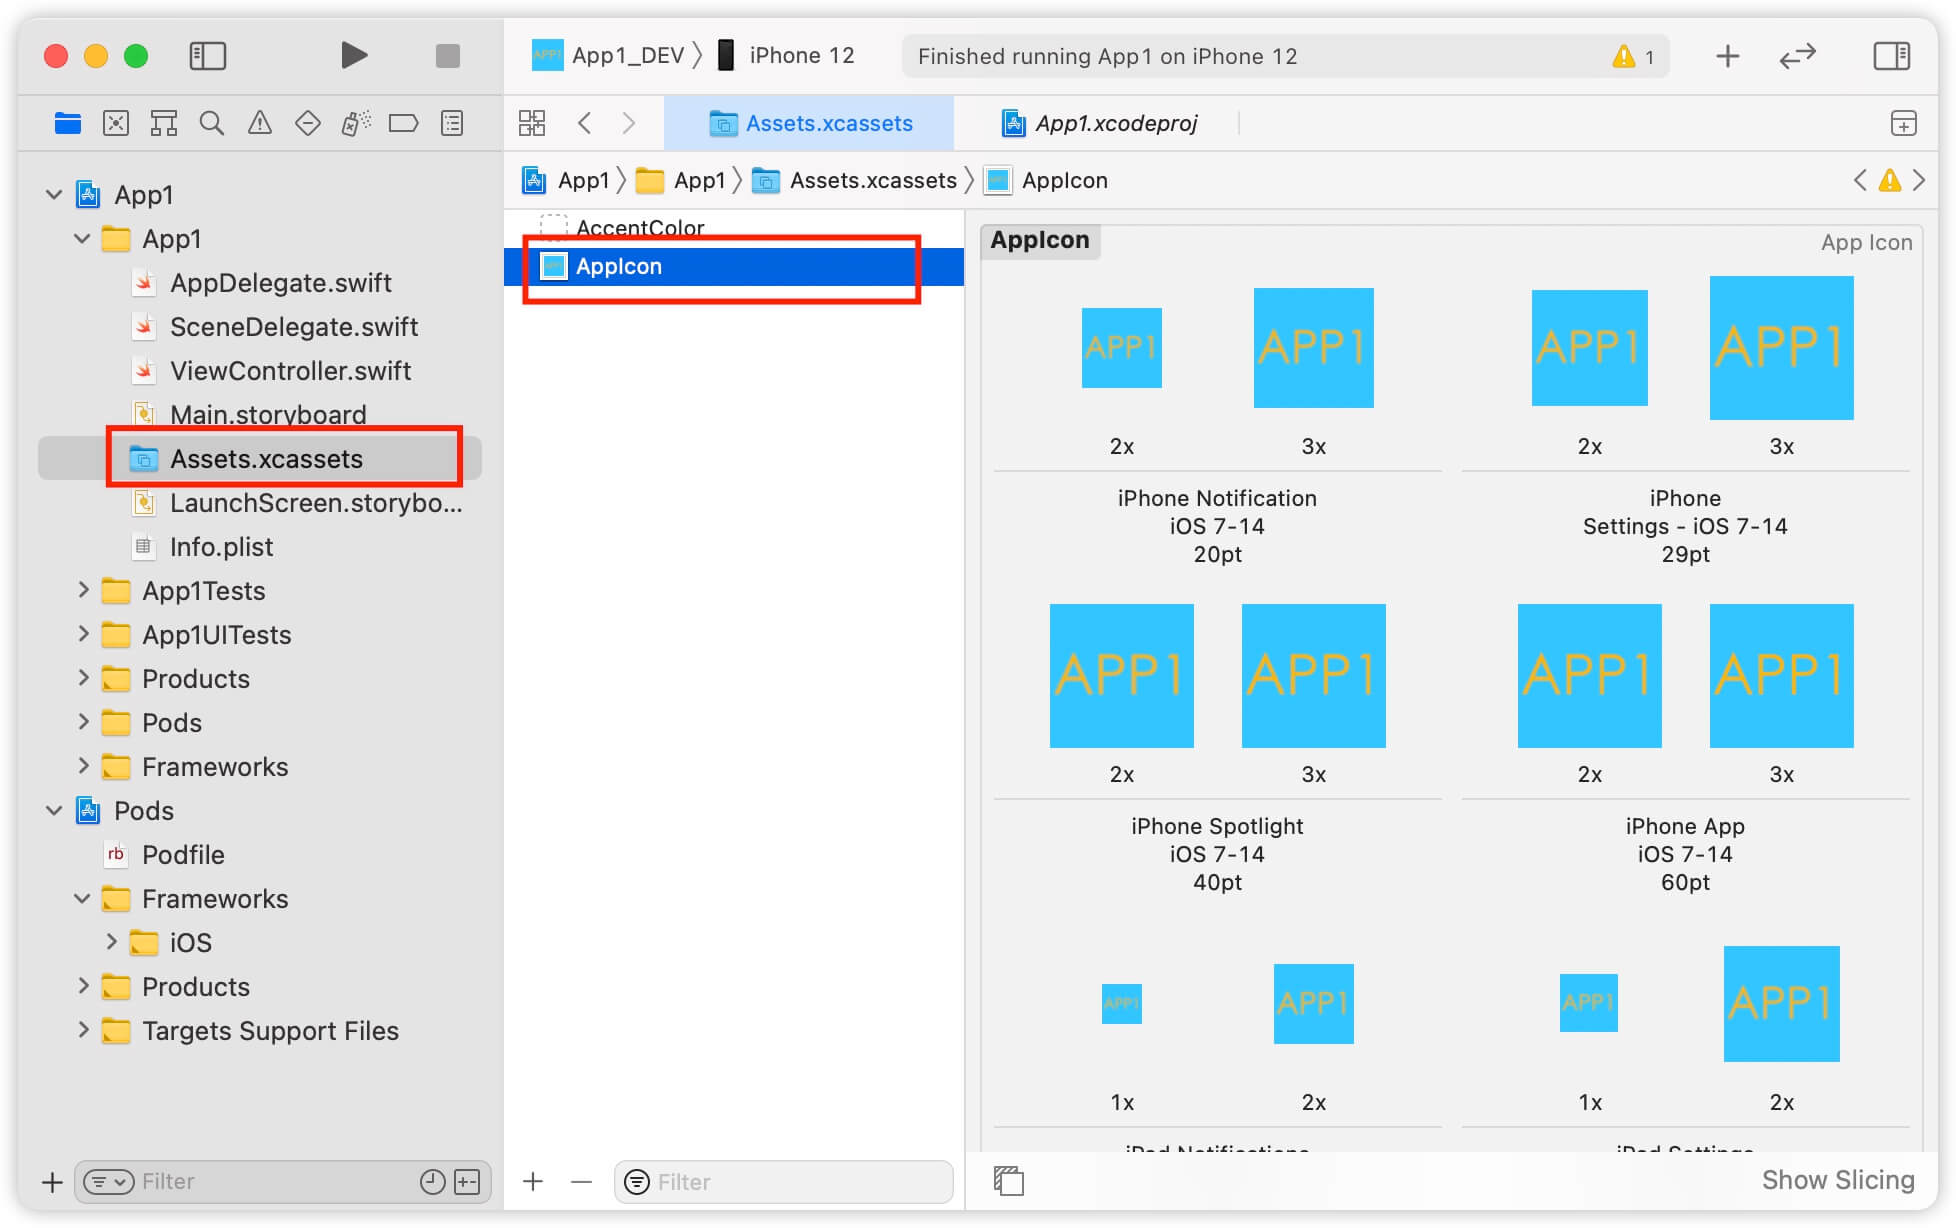 App1_DEV
iPhone 12
Finished running App1 on iPhone 12
1
Assets.xcassets
App1.xcodeproj
App1
App1
Assets.xcassets
AppIcon
App1
App1
AppDelegate.swift
SceneDelegate.swift
ViewController.swift
Main.storyboard
Assets.xcassets
LaunchScreen.storybo...
Info.plist
App1Tests
App1UITests
Products
Pods
Frameworks
Pods
rb
Podfile
Frameworks
iOS
Products
Targets Support Files
Filter
AccentColor
AppIcon
Filter
AppIcon
App Icon
APP1
APP1
APP1
APP1
2x
3x
2x
3x
iPhone Notification
iOS 7-14
20pt
iPhone
Settings - iOS 7-14
29pt
APP1
APP1
APP1
APP1
2x
3x
2x
3x
iPhone Spotlight
iOS 7-14
40pt
iPhone App
iOS 7-14
60pt
APP1
APP1
APP1
APP1
1x
2x
1x
2x
iPad Notifications
iPad Settings
Show Slicing